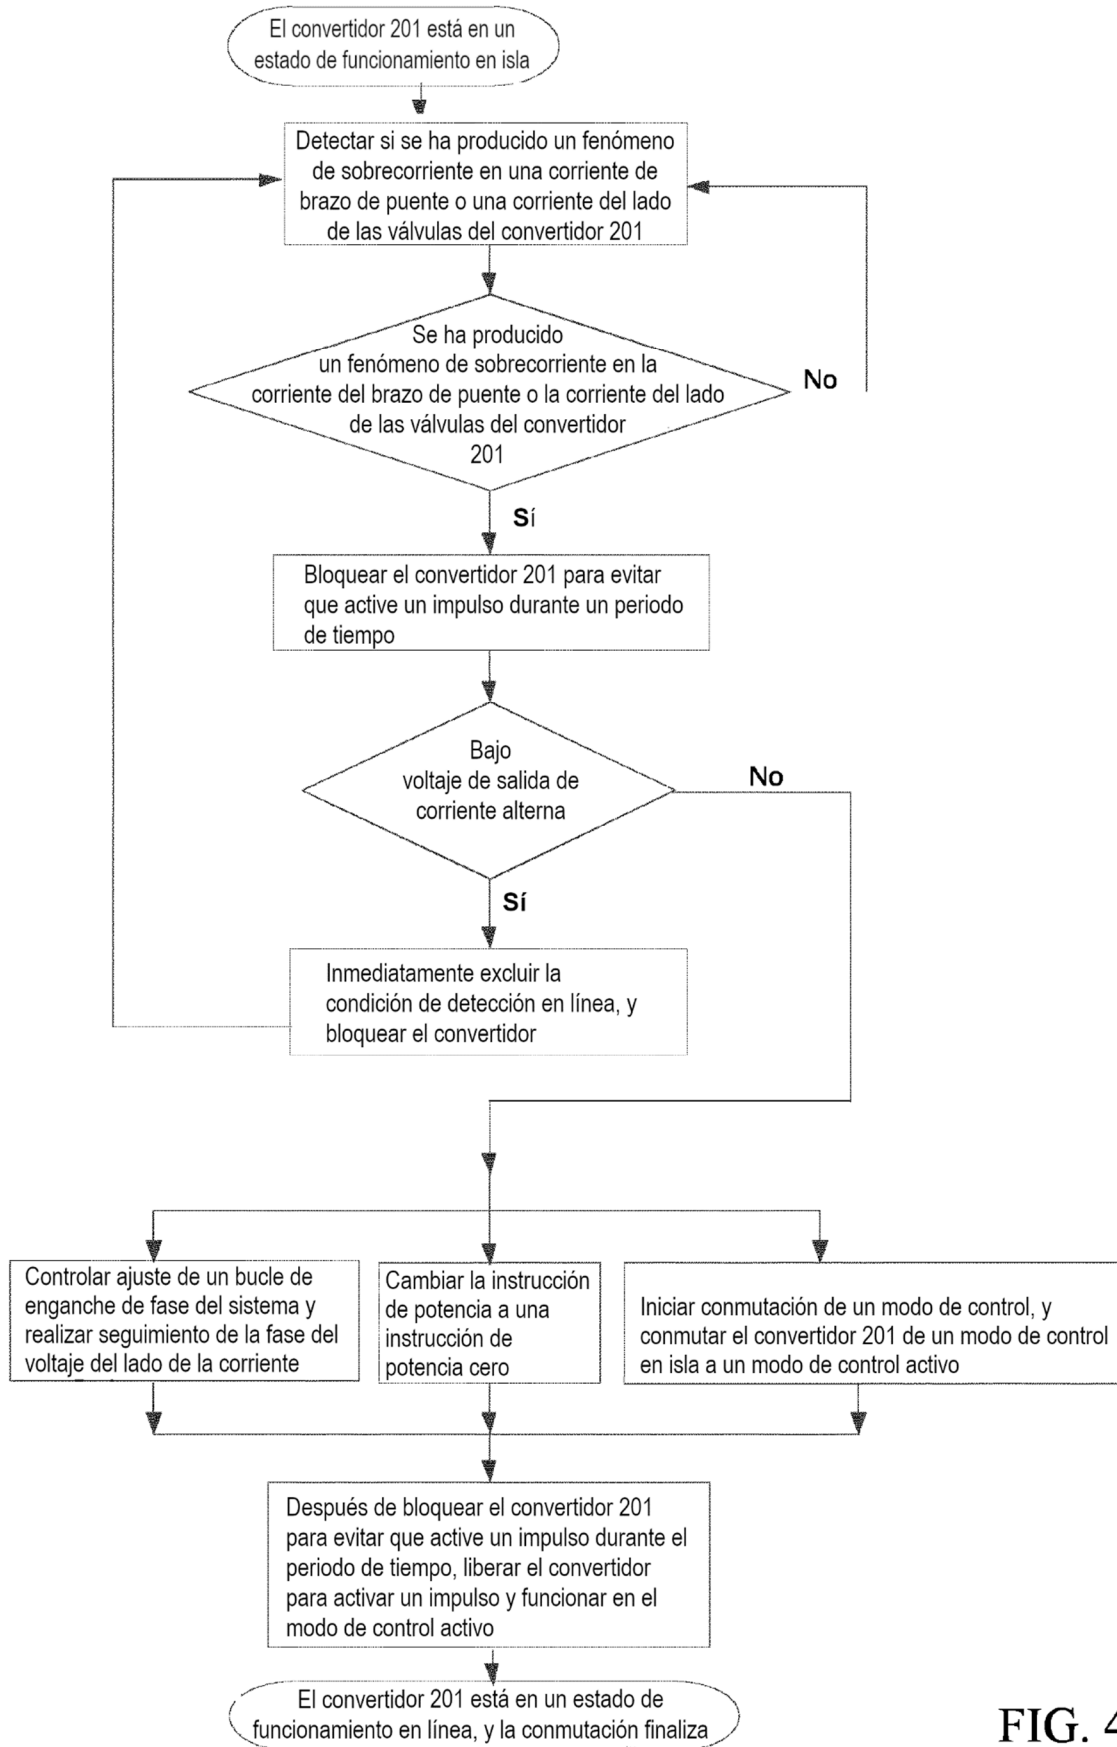 El convertidor 201 está en un
estado de funcionamiento en isla
Detectar si se ha producido un fenómeno
de sobrecorriente en una corriente de
brazo de puente o una corriente del lado
de las válvulas del convertidor 201
Se ha producido
un fenómeno de sobrecorriente en la
corriente del brazo de puente o la corriente del lado
de las válvulas del convertidor
201
No
Sí
Bloquear el convertidor 201 para evitar
que active un impulso durante un periodo
de tiempo
Bajo
voltaje de salida de
corriente alterna
No
Sí
Inmediatamente excluir la
condición de detección en línea, y
bloquear el convertidor
Controlar ajuste de un bucle de
enganche de fase del sistema y
realizar seguimiento de la fase del
voltaje del lado de la corriente
Cambiar la instrucción
de potencia a una
instrucción de
potencia cero
Iniciar conmutación de un modo de control, y
conmutar el convertidor 201 de un modo de control
en isla a un modo de control activo
Después de bloquear el convertidor 201
para evitar que active un impulso durante el
periodo de tiempo, liberar el convertidor
para activar un impulso y funcionar en el
modo de control activo
El convertidor 201 está en un estado de
funcionamiento en línea, y la conmutación finaliza
FIG. 4